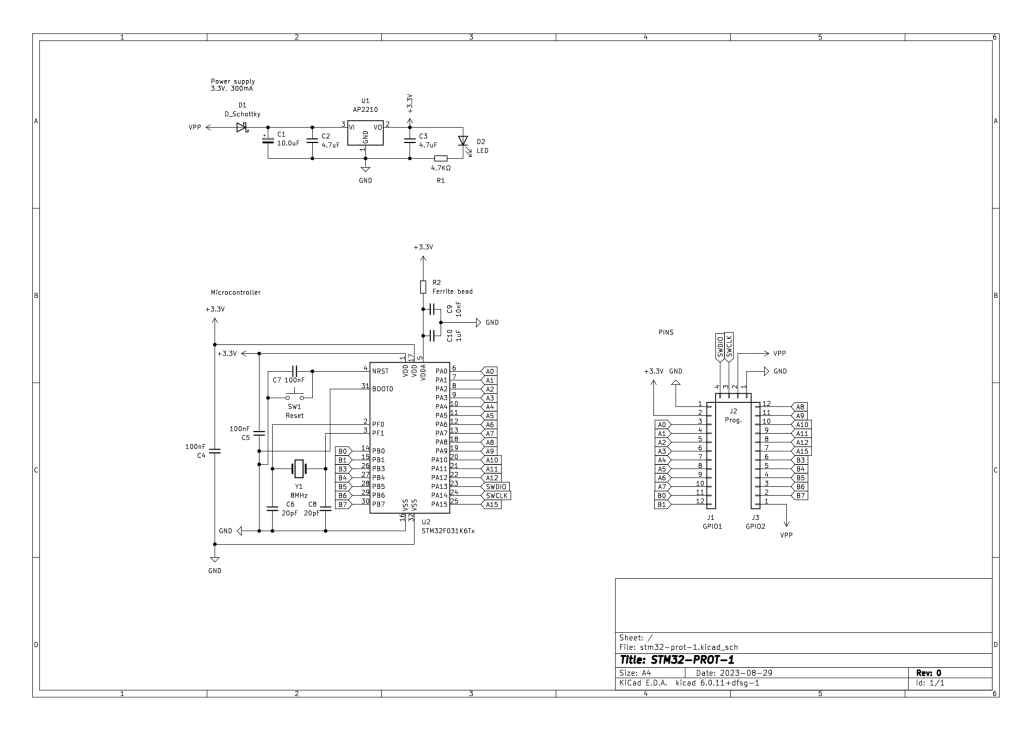 1 2 3 4 5 6
A A
B B
C C
D D
1 2 3 4 5 6
Power supply
3.3V, 300mA
VPP
D1
D_Schottky
C1
10.0uF
C2
4.7uF
U1
AP2210
3 VI VO 2
GND
1
GND
+3.3V
C3
4.7uF
D2
LED
4.7KΩ
R1
Microcontroller
+3.3V
+3.3V
+3.3V
R2
Ferrite bead
C9
10nF
C10
1uF
GND
C7 100nF
SW1
Reset
100nF
C5
100nF
C4
Y1
8MHz
C6
20pF
C8
20pF
GND
GND
1 17 5
VDD VDD VDDA
4 NRST
31 BOOT0
2 PF0
3 PF1
B0 14 PB0
B1 15 PB1
B3 26 PB3
B4 27 PB4
B5 28 PB5
B6 29 PB6
B7 30 PB7
PA0 6 A0
PA1 7 A1
PA2 8 A2
PA3 9 A3
PA4 10 A4
PA5 11 A5
PA6 12 A6
PA7 13 A7
PA8 18 A8
PA9 19 A9
PA10 20 A10
PA11 21 A11
PA12 22 A12
PA13 23 SWDIO
PA14 24 SWCLK
PA15 25 A15
VSS VSS
16 32
U2
STM32F031K6Tx
PINS
SWDIO
SWCLK
4 3 2 1
VPP
GND
J2
Prog.
+3.3V GND
1
2
A0 3
A1 4
A2 5
A3 6
A4 7
A5 8
A6 9
A7 10
B0 11
B1 12
J1
GPIO1
12 A8
11 A9
10 A10
9 A11
8 A12
7 A15
6 B3
5 B4
4 B5
3 B6
2 B7
1
J3
GPIO2
VPP
Sheet: /
File: stm32-prot-1.kicad_sch
Title: STM32-PROT-1
Size: A4 Date: 2023-08-29 Rev: 0
KiCad E.D.A. kicad 6.0.11+dfsg-1 Id: 1/1